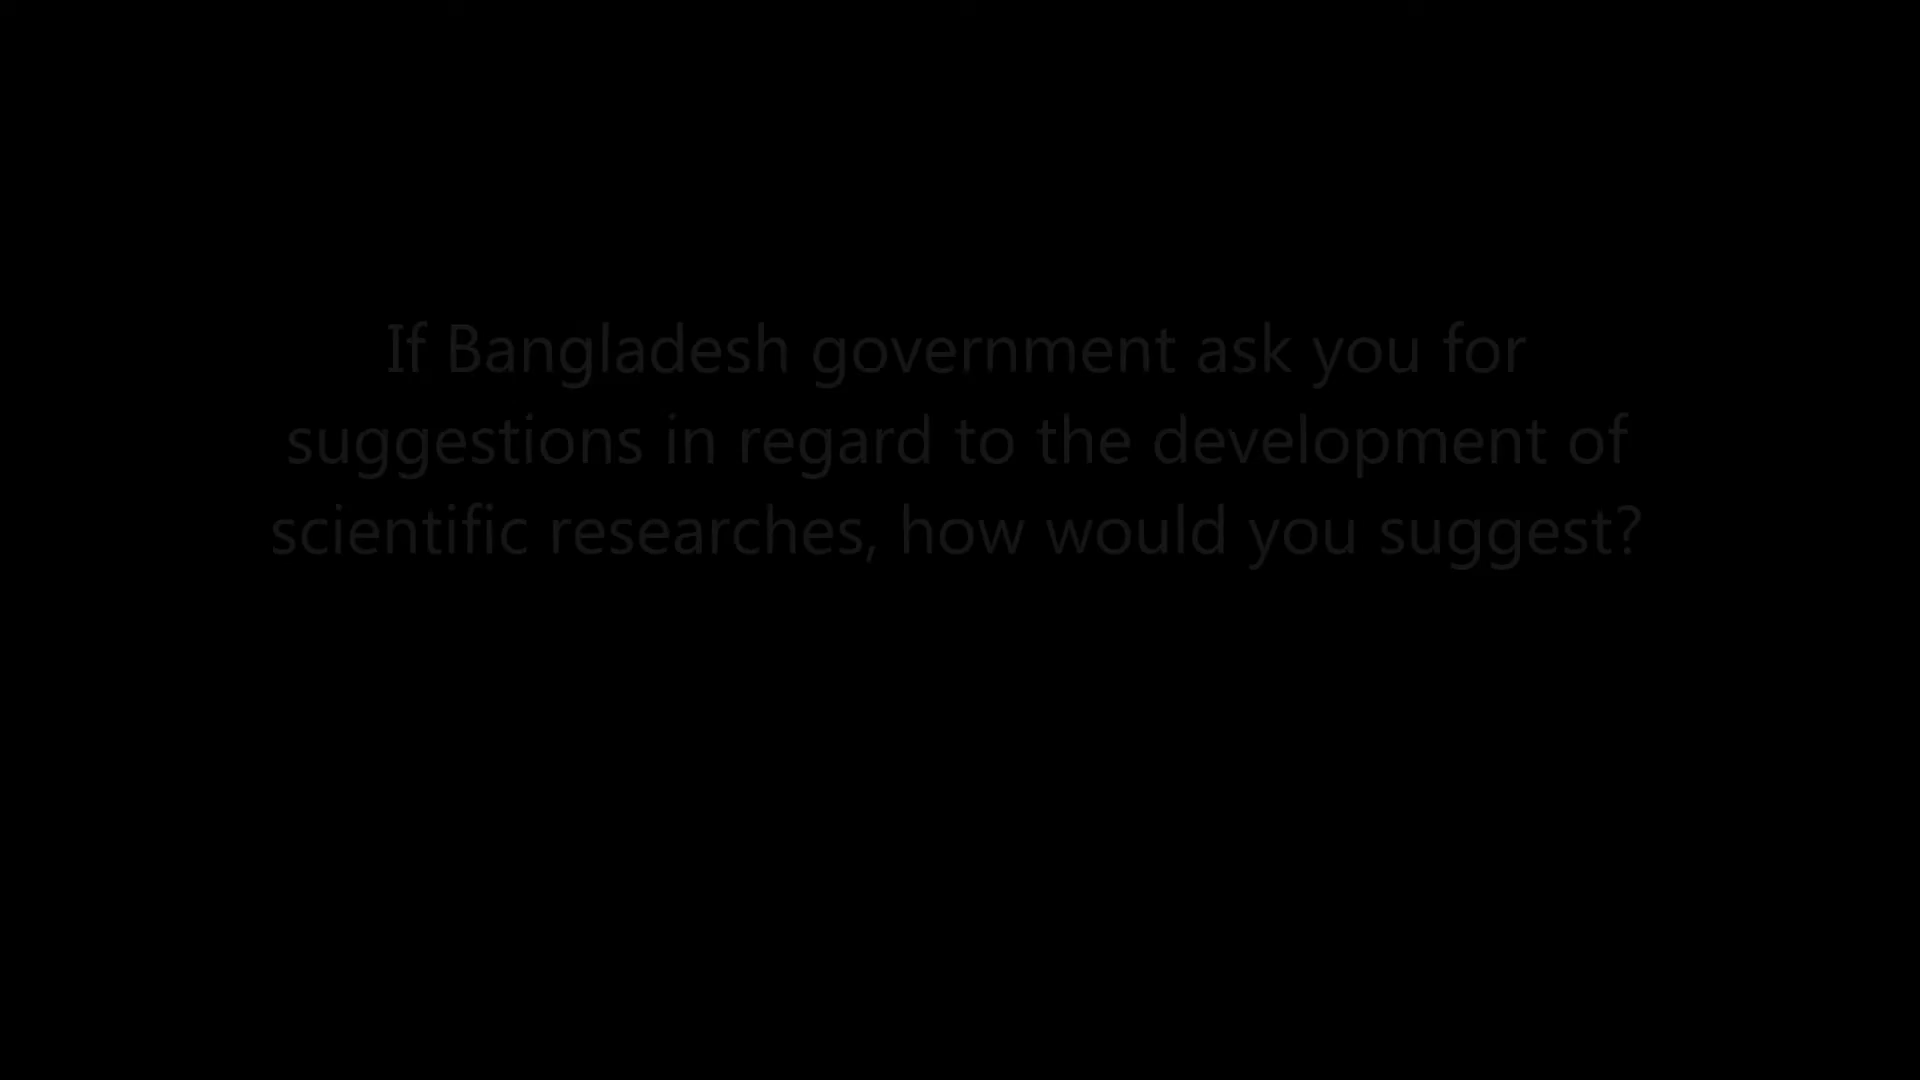 If Bangladesh government ask you for
suggestions in regard to the development of
scientific researches, how would you suggest?